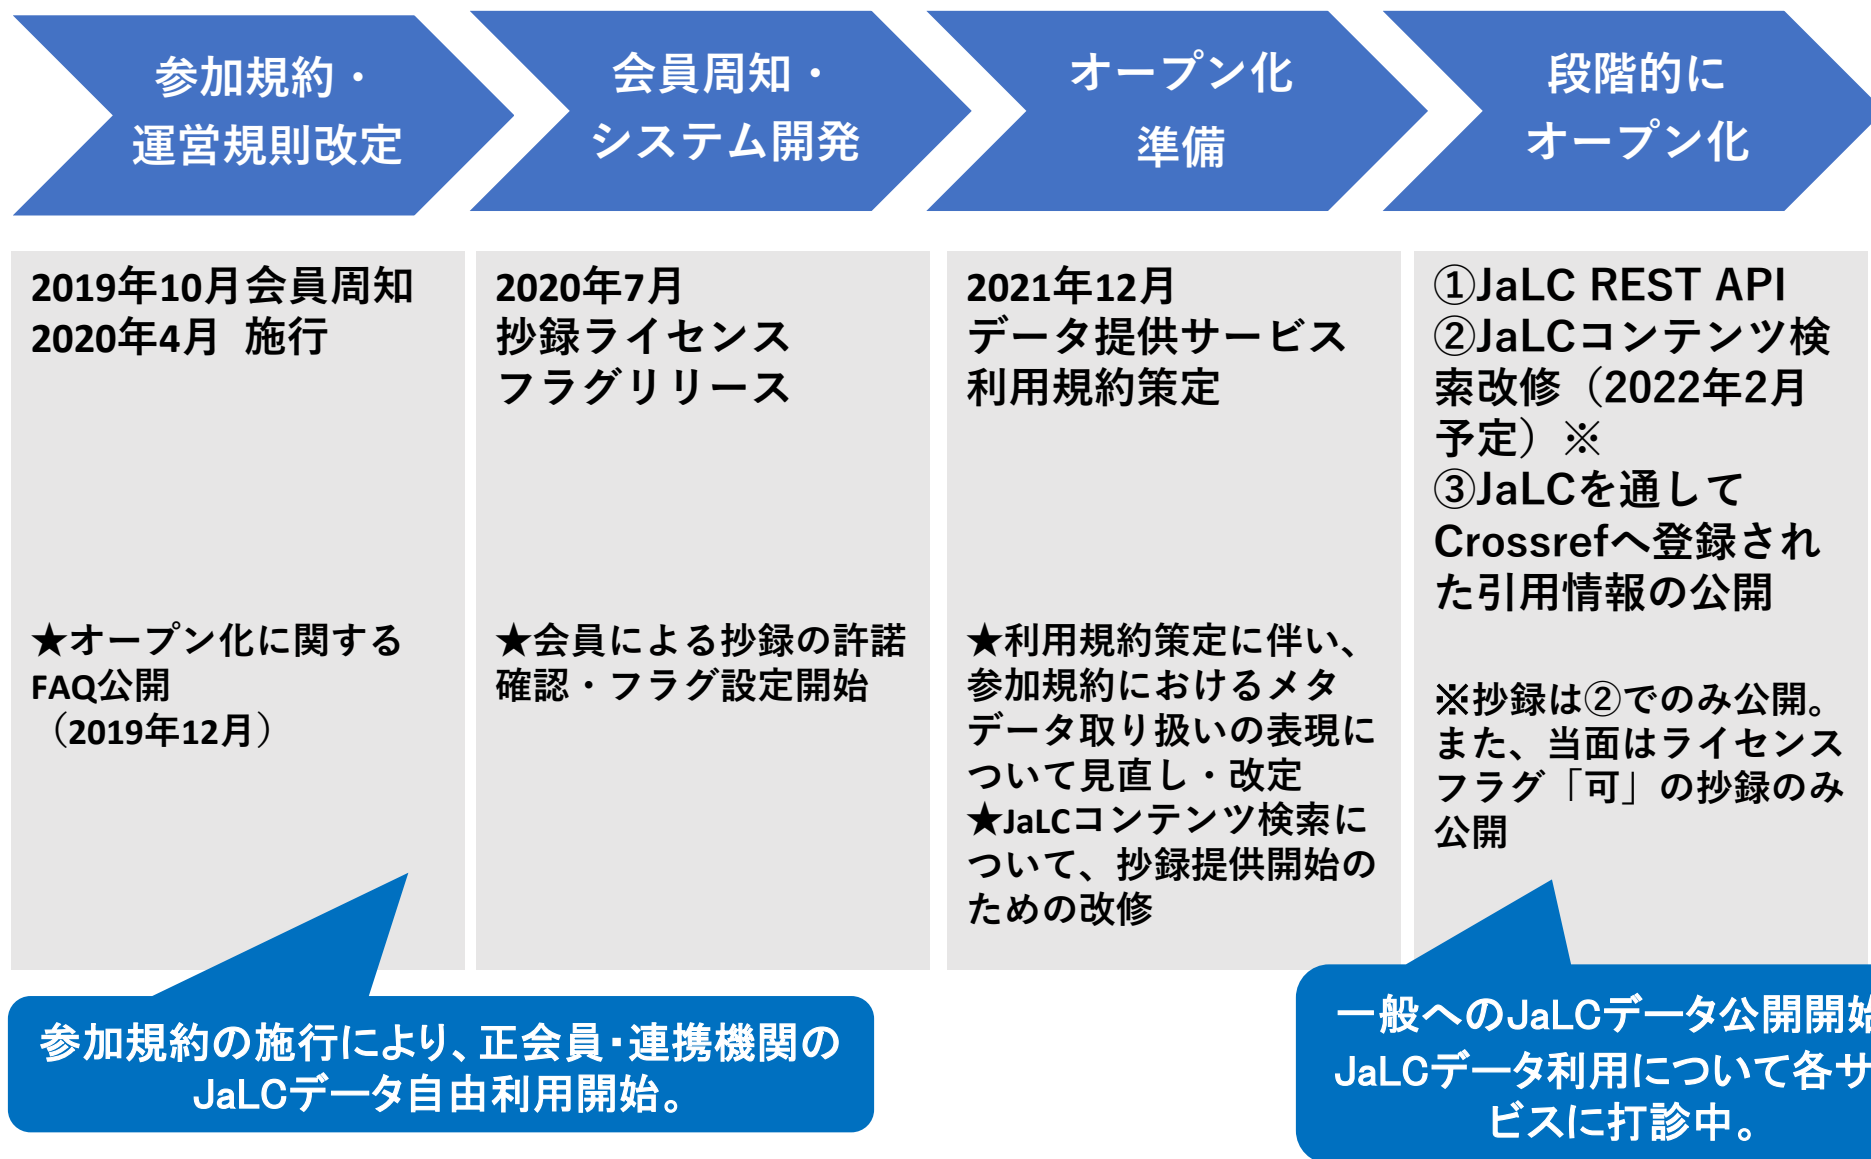 参加規約・
運営規則改定
会員周知・
システム開発
オープン化
準備
段階的に
オープン化
2019年10月会員周知
2020年4月 施行
★オープン化に関する
FAQ公開
（2019年12月）
2020年7月
抄録ライセンス
フラグリリース
★会員による抄録の許諾
確認・フラグ設定開始
2021年12月
データ提供サービス
利用規約策定
★利用規約策定に伴い、
参加規約におけるメタ
データ取り扱いの表現に
ついて見直し・改定
★JaLCコンテンツ検索に
ついて、抄録提供開始の
ための改修
①JaLC REST API
②JaLCコンテンツ検
索改修（2022年2月
予定）※
③JaLCを通して
Crossrefへ登録され
た引用情報の公開
※抄録は②でのみ公開。
また、当面はライセンス
フラグ「可」の抄録のみ
公開
参加規約の施行により、正会員・連携機関の
JaLCデータ自由利用開始。
一般へのJaLCデータ公開開始
JaLCデータ利用について各サ
ビスに打診中。